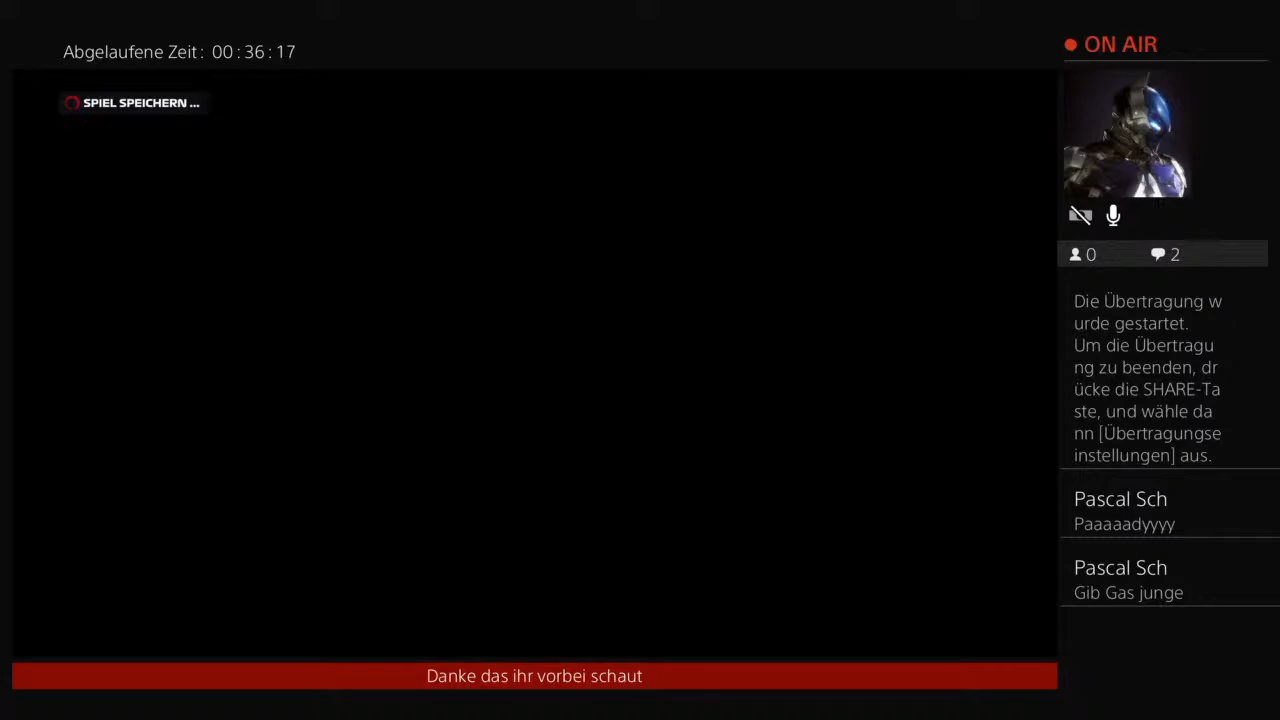 Abgelaufene Zeit: 00:36:17
ON AIR
SPIEL SPEICHERN ...
0 2
Die Übertragung w
urde gestartet.
Um die Übertragu
ng zu beenden, dr
ücke die SHARE-Ta
ste, und wähle da
nn [Übertragungse
instellungen] aus.
Pascal Sch
Paaaaadyyyy
Pascal Sch
Gib Gas junge
Danke das ihr vorbei schaut